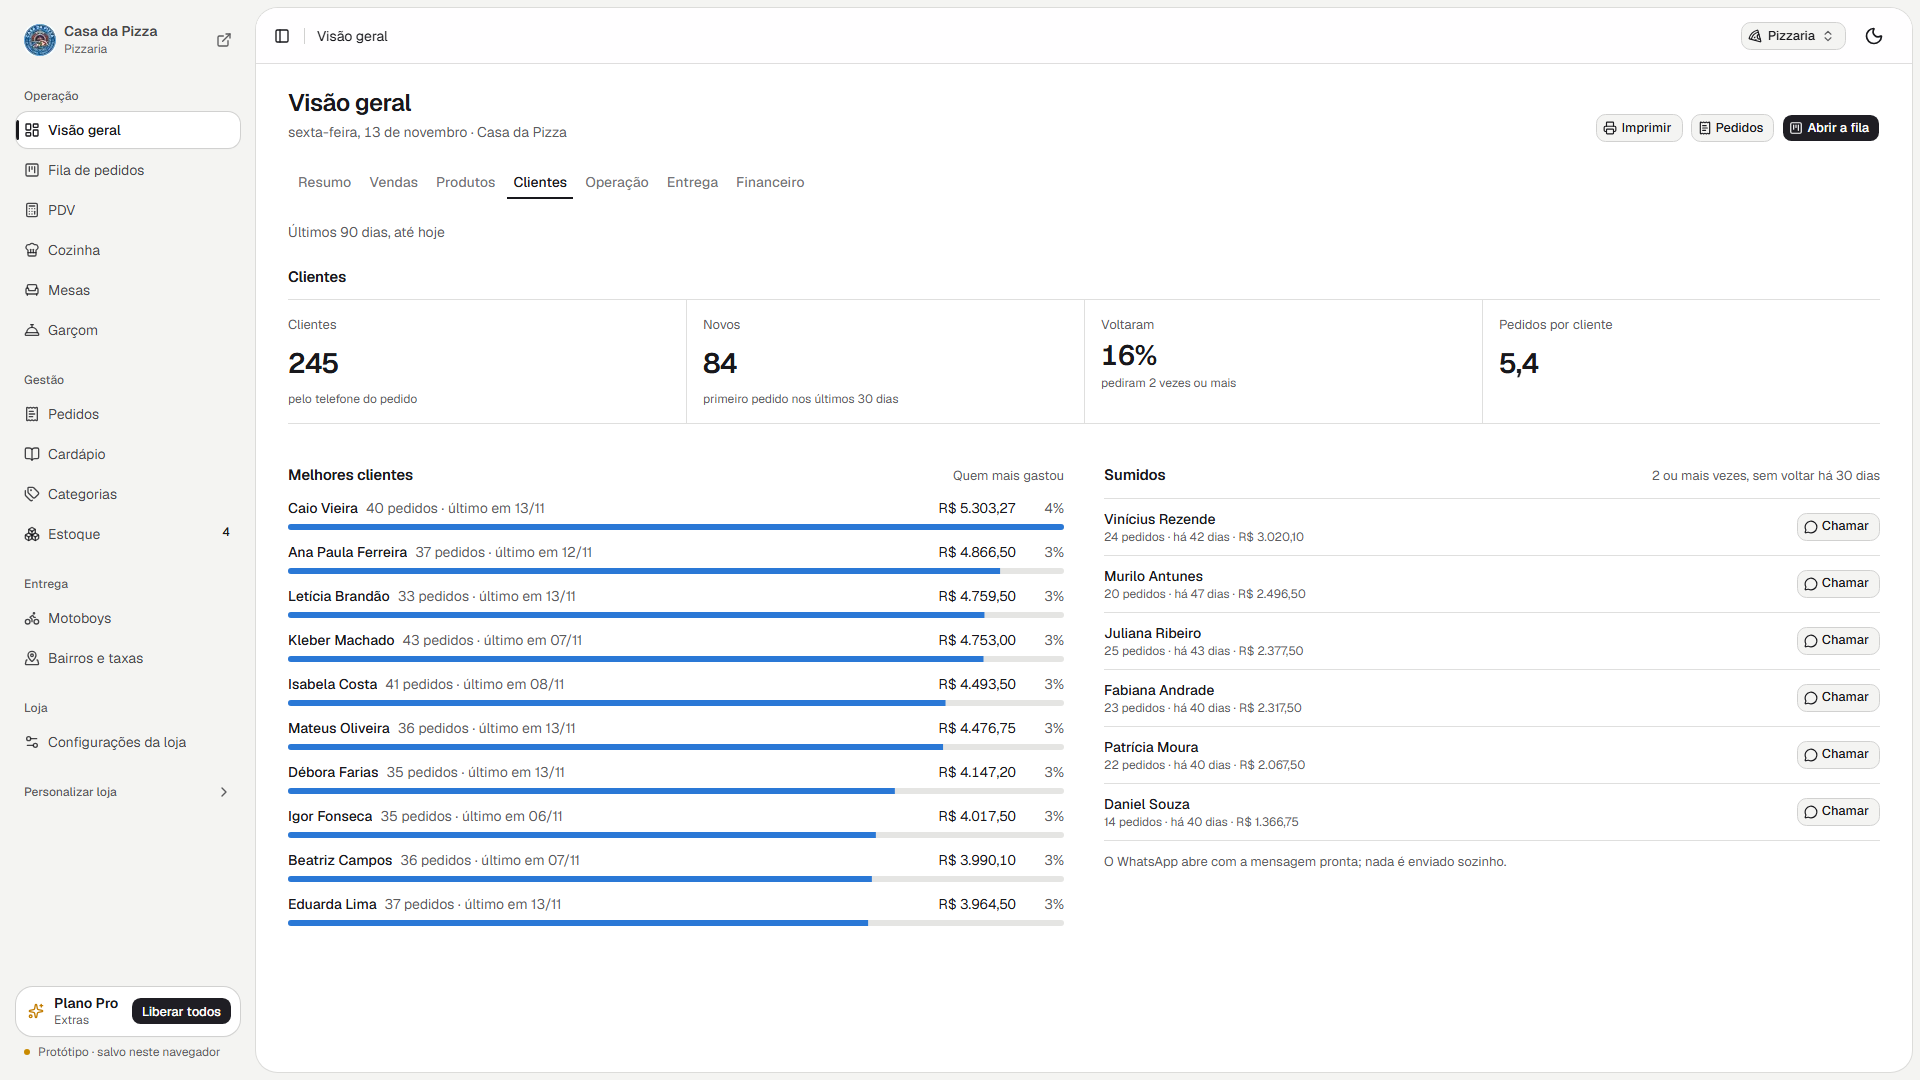 Casa da Pizza
Pizzaria
Operação
Visão geral
Fila de pedidos
PDV
Cozinha
Mesas
Garçom
Gestão
Pedidos
Cardápio
Categorias
Estoque 4
Entrega
Motoboys
Bairros e taxas
Loja
Configurações da loja
Personalizar loja
Plano Pro
Extras
Liberar todos
Protótipo · salvo neste navegador
Visão geral
Pizzaria
Visão geral
sexta-feira, 13 de novembro · Casa da Pizza
Imprimir
Pedidos
Abrir a fila
Resumo Vendas Produtos Clientes Operação Entrega Financeiro
Últimos 90 dias, até hoje
Clientes
Clientes
245
pelo telefone do pedido
Novos
84
primeiro pedido nos últimos 30 dias
Voltaram
16%
pediram 2 vezes ou mais
Pedidos por cliente
5,4
Melhores clientes Quem mais gastou
Caio Vieira 40 pedidos · último em 13/11 R$ 5.303,27 4%
Ana Paula Ferreira 37 pedidos · último em 12/11 R$ 4.866,50 3%
Letícia Brandão 33 pedidos · último em 13/11 R$ 4.759,50 3%
Kleber Machado 43 pedidos · último em 07/11 R$ 4.753,00 3%
Isabela Costa 41 pedidos · último em 08/11 R$ 4.493,50 3%
Mateus Oliveira 36 pedidos · último em 13/11 R$ 4.476,75 3%
Débora Farias 35 pedidos · último em 13/11 R$ 4.147,20 3%
Igor Fonseca 35 pedidos · último em 06/11 R$ 4.017,50 3%
Beatriz Campos 36 pedidos · último em 07/11 R$ 3.990,10 3%
Eduarda Lima 37 pedidos · último em 13/11 R$ 3.964,50 3%
Sumidos 2 ou mais vezes, sem voltar há 30 dias
Vinícius Rezende
24 pedidos · há 42 dias · R$ 3.020,10
Chamar
Murilo Antunes
20 pedidos · há 47 dias · R$ 2.496,50
Chamar
Juliana Ribeiro
25 pedidos · há 43 dias · R$ 2.377,50
Chamar
Fabiana Andrade
23 pedidos · há 40 dias · R$ 2.317,50
Chamar
Patrícia Moura
22 pedidos · há 40 dias · R$ 2.067,50
Chamar
Daniel Souza
14 pedidos · há 40 dias · R$ 1.366,75
Chamar
O WhatsApp abre com a mensagem pronta; nada é enviado sozinho.